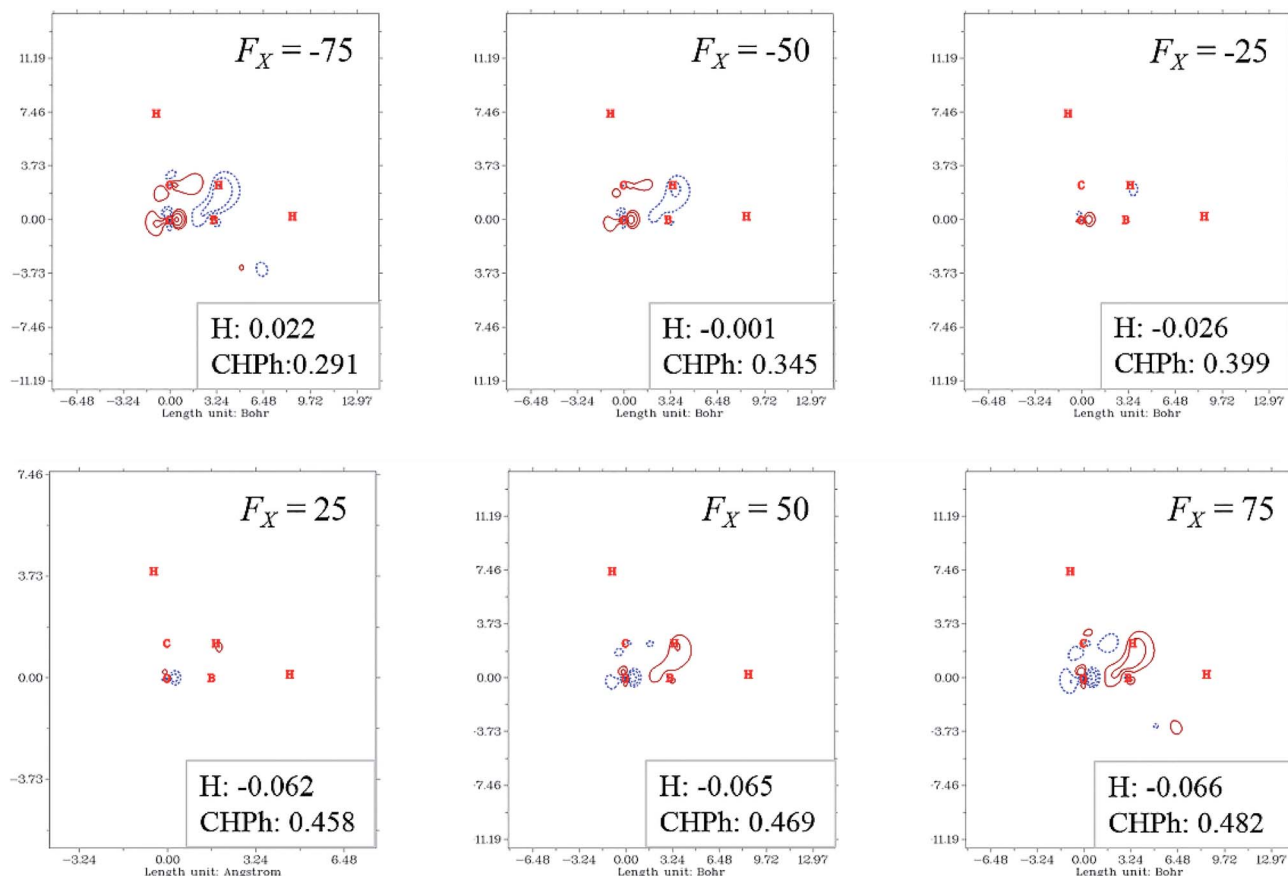 F_X = -75
11.19
7.46
3.73
0.00
−3.73
−7.46
−11.19
H
C H
B H
H: 0.022
CHPh:0.291
−6.48 −3.24 0.00 3.24 6.48 9.72 12.97
Length unit: Bohr
F_X = -50
11.19
7.46
3.73
0.00
3.73
-7.46
11.19
H
C H
B H
H: -0.001
CHPh: 0.345
−6.48 −3.24 0.00 3.24 6.48 9.72 12.97
Length unit: Bohr
F_X = -25
11.19
7.46
3.73
0.00
-3.73
-7.46
11.19
H
C H
B H
H: -0.026
CHPh: 0.399
−6.48 −3.24 0.00 3.24 6.48 9.72 12.97
Length unit: Bohr
F_X = 25
7.46
3.73
0.00
−3.73
H
C H
B H
H: -0.062
CHPh: 0.458
−3.24 0.00 3.24 6.48
Length unit: Angstrom
F_X = 50
11.19
7.46
3.73
0.00
-3.73
-7.46
11.19
H
C H
B H
H: -0.065
CHPh: 0.469
−6.48 −3.24 0.00 3.24 6.48 9.72 12.97
Length unit: Bohr
F_X = 75
11.19
7.46
3.73
0.00
-3.73
-7.46
11.19
H
C H
B H
H: -0.066
CHPh: 0.482
−6.48 −3.24 0.00 3.24 6.48 9.72 12.97
Length unit: Bohr